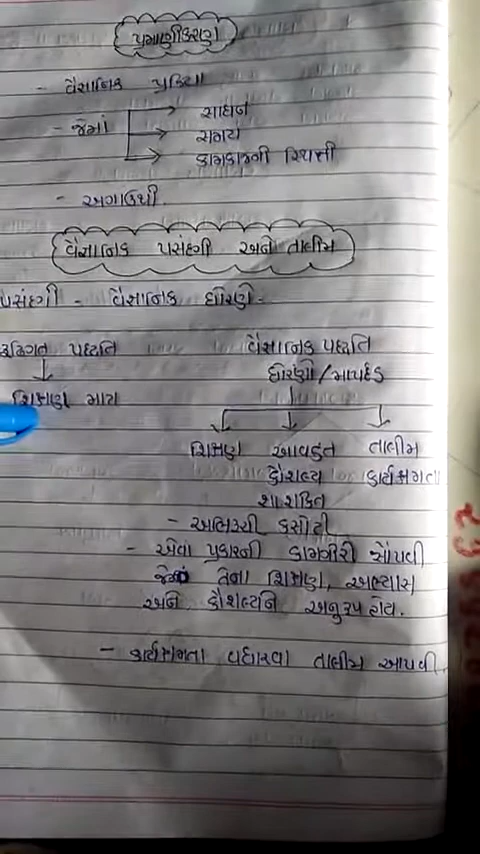 પ્રમાણીકરણ
- વૈજ્ઞાનિક પ્રક્રિયા
- જેમાં → સાધન
→ સમય
→ કામકાજની સ્થિતી
- અગાઉથી.
વૈજ્ઞાનિક પસંદગી અને તાલીમ
પસંદગી - વૈજ્ઞાનિક ધોરણે.
પદ્ધતિ વૈજ્ઞાનિક પદ્ધતિ
ધોરણો/માપદંડ
શિક્ષણ માત્ર
શિક્ષણ આવડત તાલીમ
કૌશલ્ય કાર્યક્ષમતા
શા.શક્તિ
- અભિરુચી કસોટી
- એવા પ્રકારની કામગીરી સોંપવી
જેમાં તેના શિક્ષણ, અભ્યાસ
અને કૌશલ્યને અનુરૂપ હોય.
- કાર્યક્ષમતા વધારવા તાલીમ આપવી.